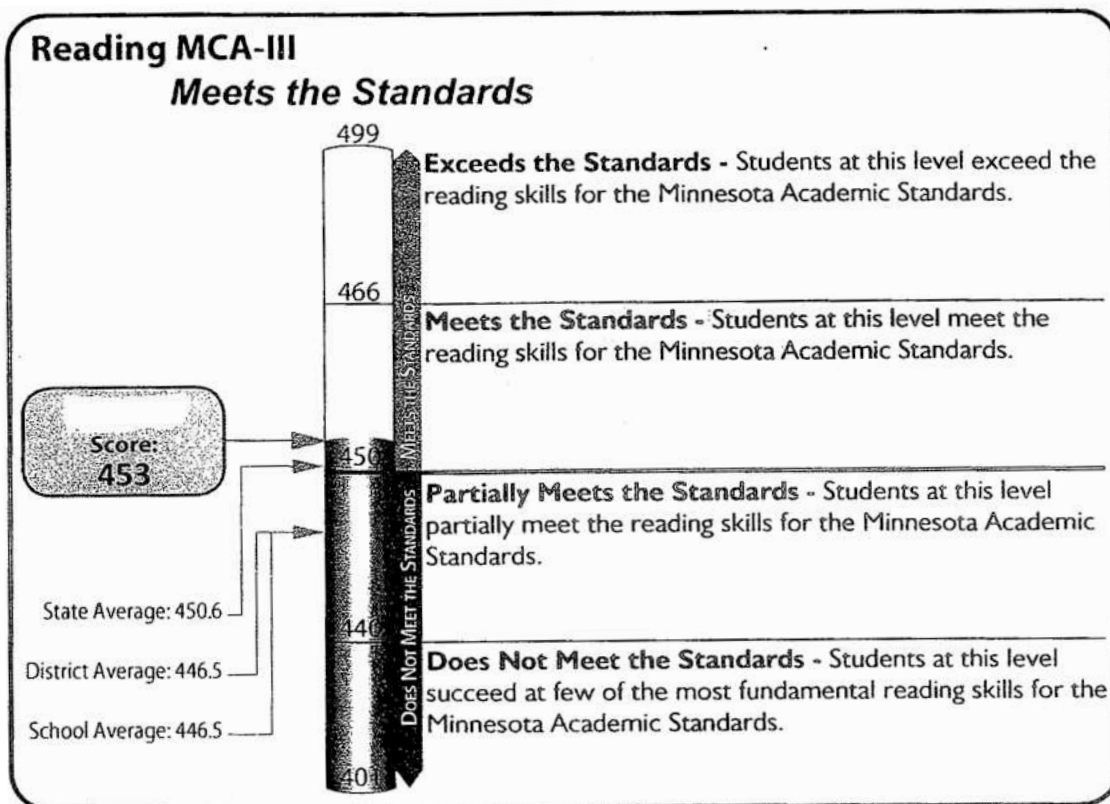 Reading MCA-III
Meets the Standards
499
Exceeds the Standards - Students at this level exceed the
reading skills for the Minnesota Academic Standards.
466
Meets the Standards - Students at this level meet the
reading skills for the Minnesota Academic Standards.
MEETS THE STANDARDS
Score:
453
450
Partially Meets the Standards - Students at this level
partially meet the reading skills for the Minnesota Academic
Standards.
DOES NOT MEET THE STANDARDS
State Average: 450.6
440
District Average: 446.5
Does Not Meet the Standards - Students at this level
succeed at few of the most fundamental reading skills for the
Minnesota Academic Standards.
School Average: 446.5
401